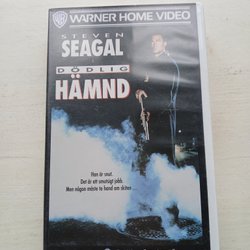 WB WARNER HOME VIDEO
STEVEN
SEAGAL
DÖDLIG
HÄMND
Han är snut.
Det är ett smutsigt jobb.
Men någon måste ta hand om skiten.